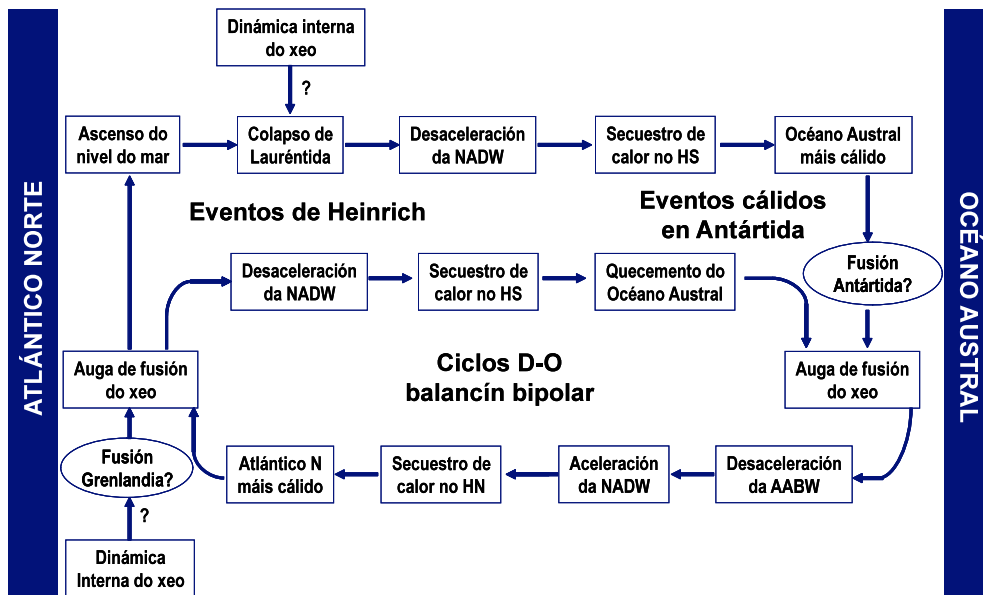 Dinámica interna
do xeo
?
Ascenso do
nivel do mar
Colapso de
Lauréntida
Desaceleración
da NADW
Secuestro de
calor no HS
Océano Austral
máis cálido
Eventos de Heinrich
Eventos cálidos
en Antártida
Desaceleración
da NADW
Secuestro de
calor no HS
Quecemento do
Océano Austral
Fusión
Antártida?
Auga de fusión
do xeo
Ciclos D-O
balancín bipolar
Auga de fusión
do xeo
Fusión
Grenlandia?
Atlántico N
máis cálido
Secuestro de
calor no HN
Aceleración
da NADW
Desaceleración
da AABW
?
Dinámica
Interna do xeo
ATLÁNTICO NORTE
OCÉANO AUSTRAL